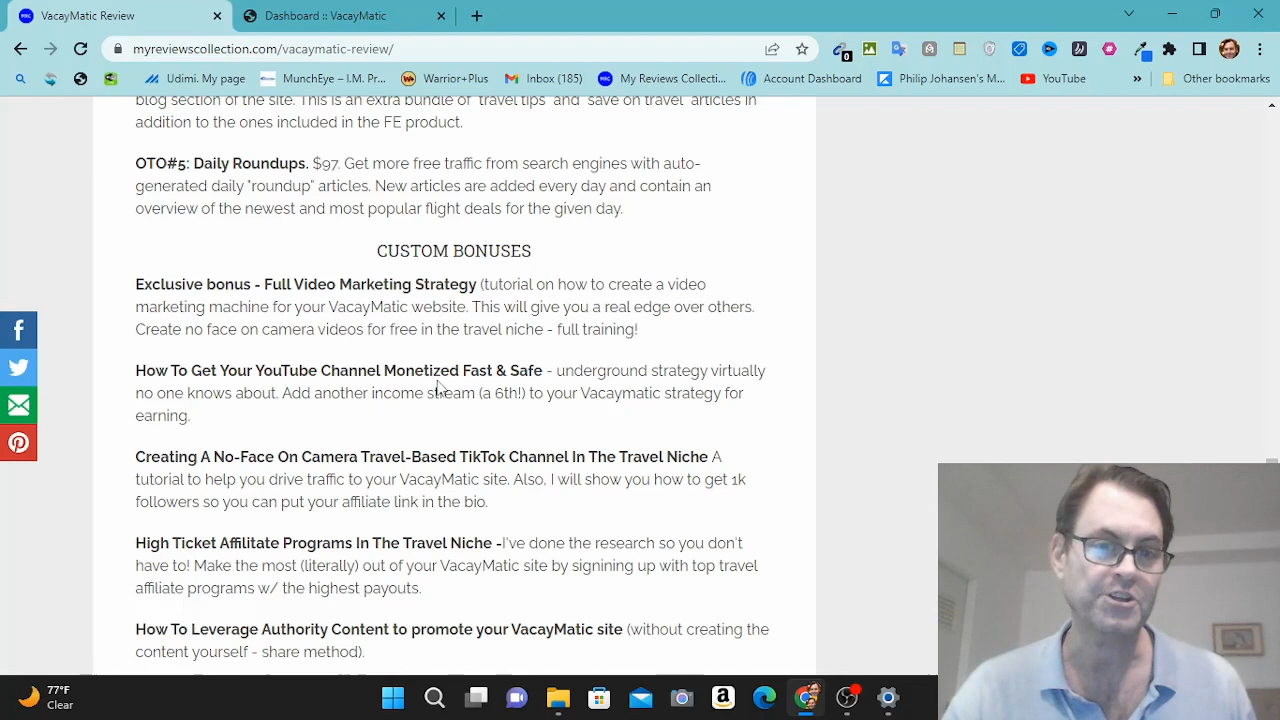 VacayMatic Review
Dashboard :: VacayMatic
myreviewscollection.com/vacaymatic-review/
0
Udimi. My page
MunchEye – I.M. Pr...
Warrior+Plus
Inbox (185)
My Reviews Collecti...
Account Dashboard
Philip Johansen's M...
YouTube
»
Other bookmarks
blog section of the site. This is an extra bundle of "travel tips" and "save on travel" articles in
addition to the ones included in the FE product.
OTO#5: Daily Roundups. $97. Get more free traffic from search engines with auto-
generated daily "roundup" articles. New articles are added every day and contain an
overview of the newest and most popular flight deals for the given day.
CUSTOM BONUSES
Exclusive bonus - Full Video Marketing Strategy (tutorial on how to create a video
marketing machine for your VacayMatic website. This will give you a real edge over others.
Create no face on camera videos for free in the travel niche - full training!
How To Get Your YouTube Channel Monetized Fast & Safe - underground strategy virtually
no one knows about. Add another income stream (a 6th!) to your Vacaymatic strategy for
earning.
Creating A No-Face On Camera Travel-Based TikTok Channel In The Travel Niche A
tutorial to help you drive traffic to your VacayMatic site. Also, I will show you how to get 1k
followers so you can put your affiliate link in the bio.
High Ticket Affilitate Programs In The Travel Niche -I've done the research so you don't
have to! Make the most (literally) out of your VacayMatic site by signining up with top travel
affiliate programs w/ the highest payouts.
How To Leverage Authority Content to promote your VacayMatic site (without creating the
content yourself - share method).
77°F
Clear